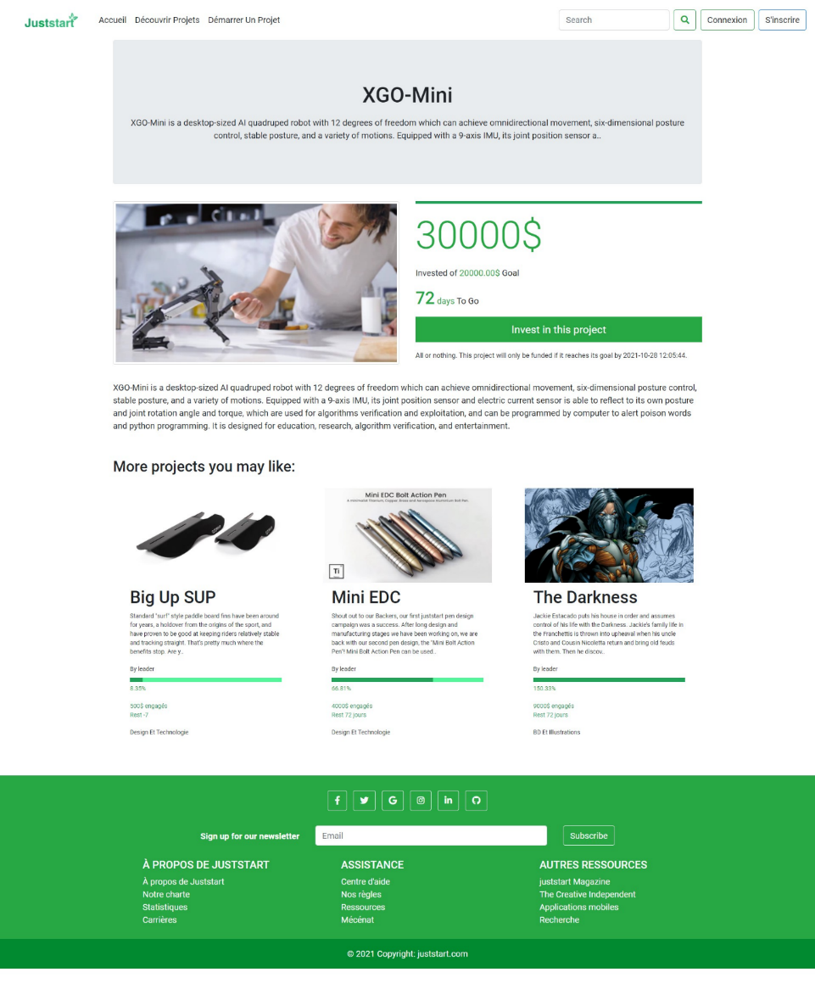 Juststart
Accueil Découvrir Projets Démarrer Un Projet
Search
Connexion
S'inscrire
XGO-Mini
XGO-Mini is a desktop-sized AI quadruped robot with 12 degrees of freedom which can achieve omnidirectional movement, six-dimensional posture
control, stable posture, and a variety of motions. Equipped with a 9-axis IMU, its joint position sensor a..
30000$
Invested of 20000.00$ Goal
72 days To Go
Invest in this project
All or nothing. This project will only be funded if it reaches its goal by 2021-10-28 12:05:44.
XGO-Mini is a desktop-sized AI quadruped robot with 12 degrees of freedom which can achieve omnidirectional movement, six-dimensional posture control,
stable posture, and a variety of motions. Equipped with a 9-axis IMU, its joint position sensor and electric current sensor is able to reflect to its own posture
and joint rotation angle and torque, which are used for algorithms verification and exploitation, and can be programmed by computer to alert poison words
and python programming. It is designed for education, research, algorithm verification, and entertainment.
More projects you may like:
Big Up SUP
Standard "surf" style paddle board fins have been around
for years, a holdover from the origins of the sport, and
have proven to be good at keeping riders relatively stable
and tracking straight. That's pretty much where the
benefits stop. Are y..
By leader
8.35%
500$ engagés
Rest -7
Design Et Technologie
Mini EDC Bolt Action Pen
A minimalist Titanium, Copper, Brass and Aerospace Aluminium Bolt Pen
Ti
Mini EDC
Shout out to our Backers, our first juststart pen design
campaign was a success. After long design and
manufacturing stages we have been working on, we are
back with our second pen design, the "Mini Bolt Action
Pen"! Mini Bolt Action Pen can be used..
By leader
66.81%
4000$ engagés
Rest 72 jours
Design Et Technologie
The Darkness
Jackie Estacado puts his house in order and assumes
control of his life with the Darkness. Jackie's family life in
the Franchettis is thrown into upheaval when his uncle
Cristo and Cousin Nicoletta return and bring old feuds
with them. Then he discov..
By leader
150.33%
9000$ engagés
Rest 72 jours
BD Et Illustrations
Sign up for our newsletter
Email
Subscribe
À PROPOS DE JUSTSTART
À propos de Juststart
Notre charte
Statistiques
Carrières
ASSISTANCE
Centre d'aide
Nos règles
Ressources
Mécénat
AUTRES RESSOURCES
juststart Magazine
The Creative Independent
Applications mobiles
Recherche
© 2021 Copyright: juststart.com